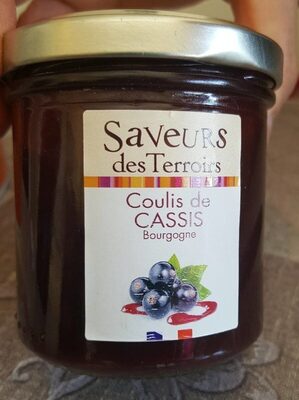 SAVEURS
des Terroirs
Coulis de
CASSIS
Bourgogne